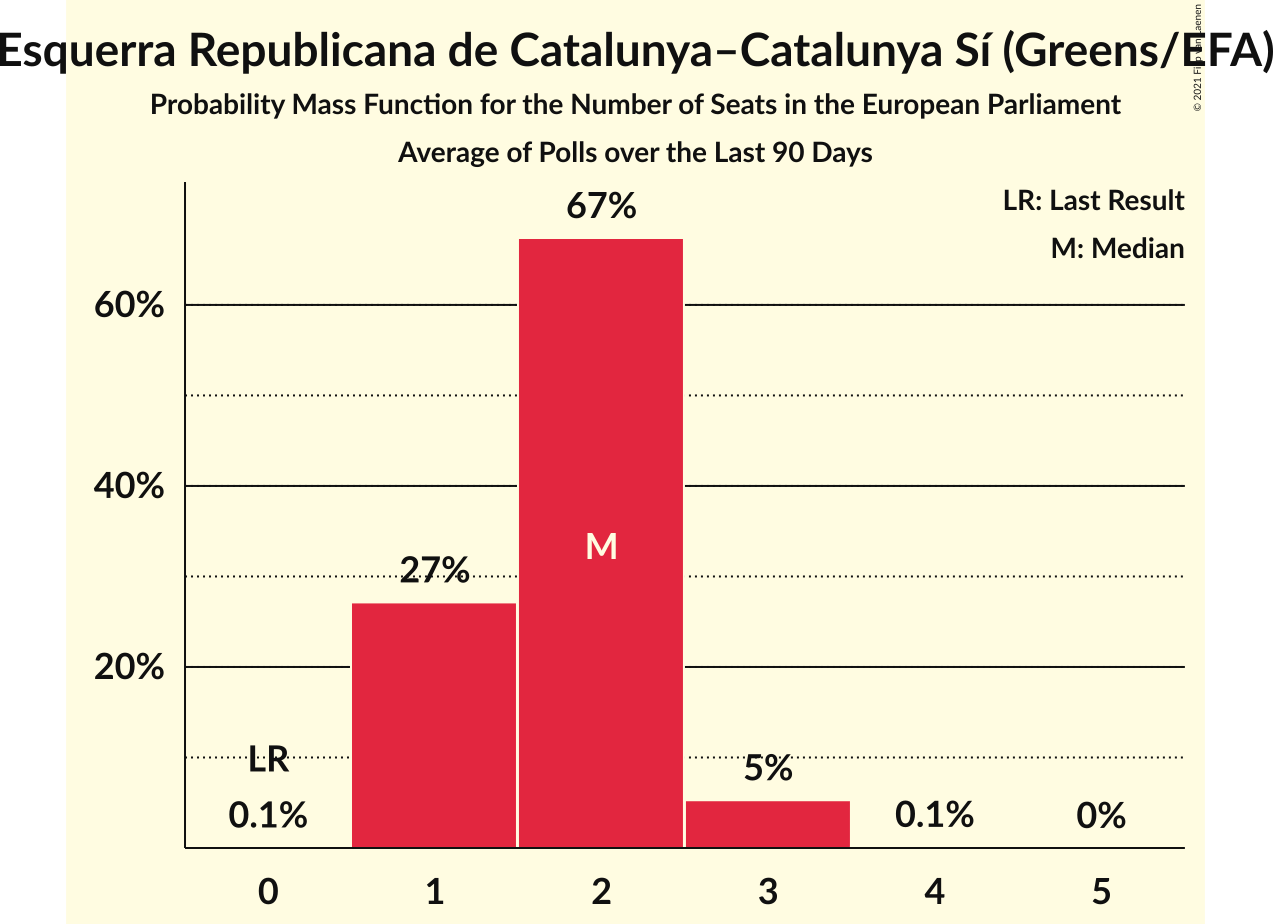 Esquerra Republicana de Catalunya–Catalunya Sí (Greens/EFA)
Probability Mass Function for the Number of Seats in the European Parliament
Average of Polls over the Last 90 Days
LR: Last Result
M: Median
67%
60%
40%
M
27%
20%
LR
5%
0.1%
0.1%
0%
0 1 2 3 4 5
© 2021